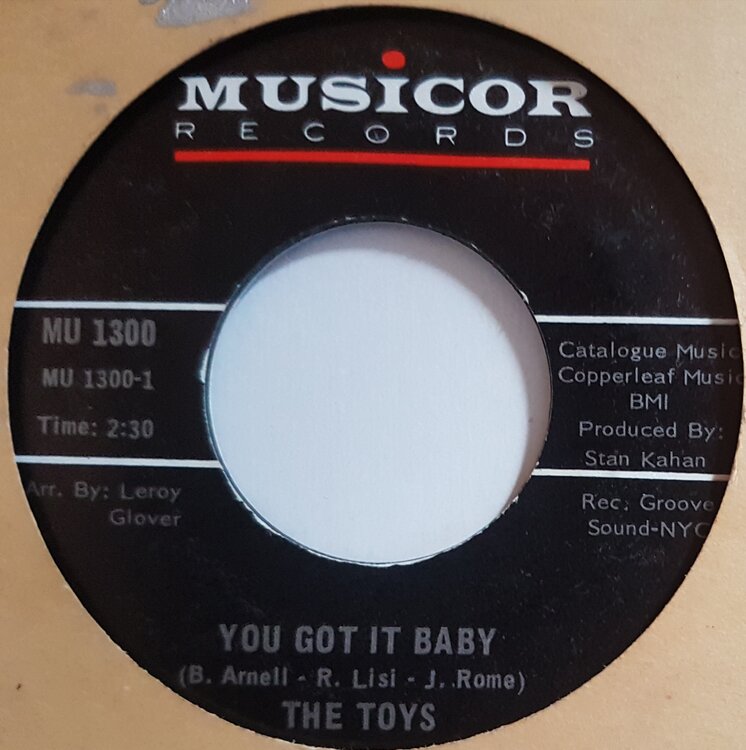 MUSiCOR
RECORDS
MU 1300
MU 1300-1
Time: 2:30
Arr. By: Leroy
Glover
Catalogue Music
Copperleaf Music
BMI
Produced By:
Stan Kahan
Rec. Groove
Sound-NYC
YOU GOT IT BABY
(B. Arnell - R. Lisi - J. Rome)
THE TOYS